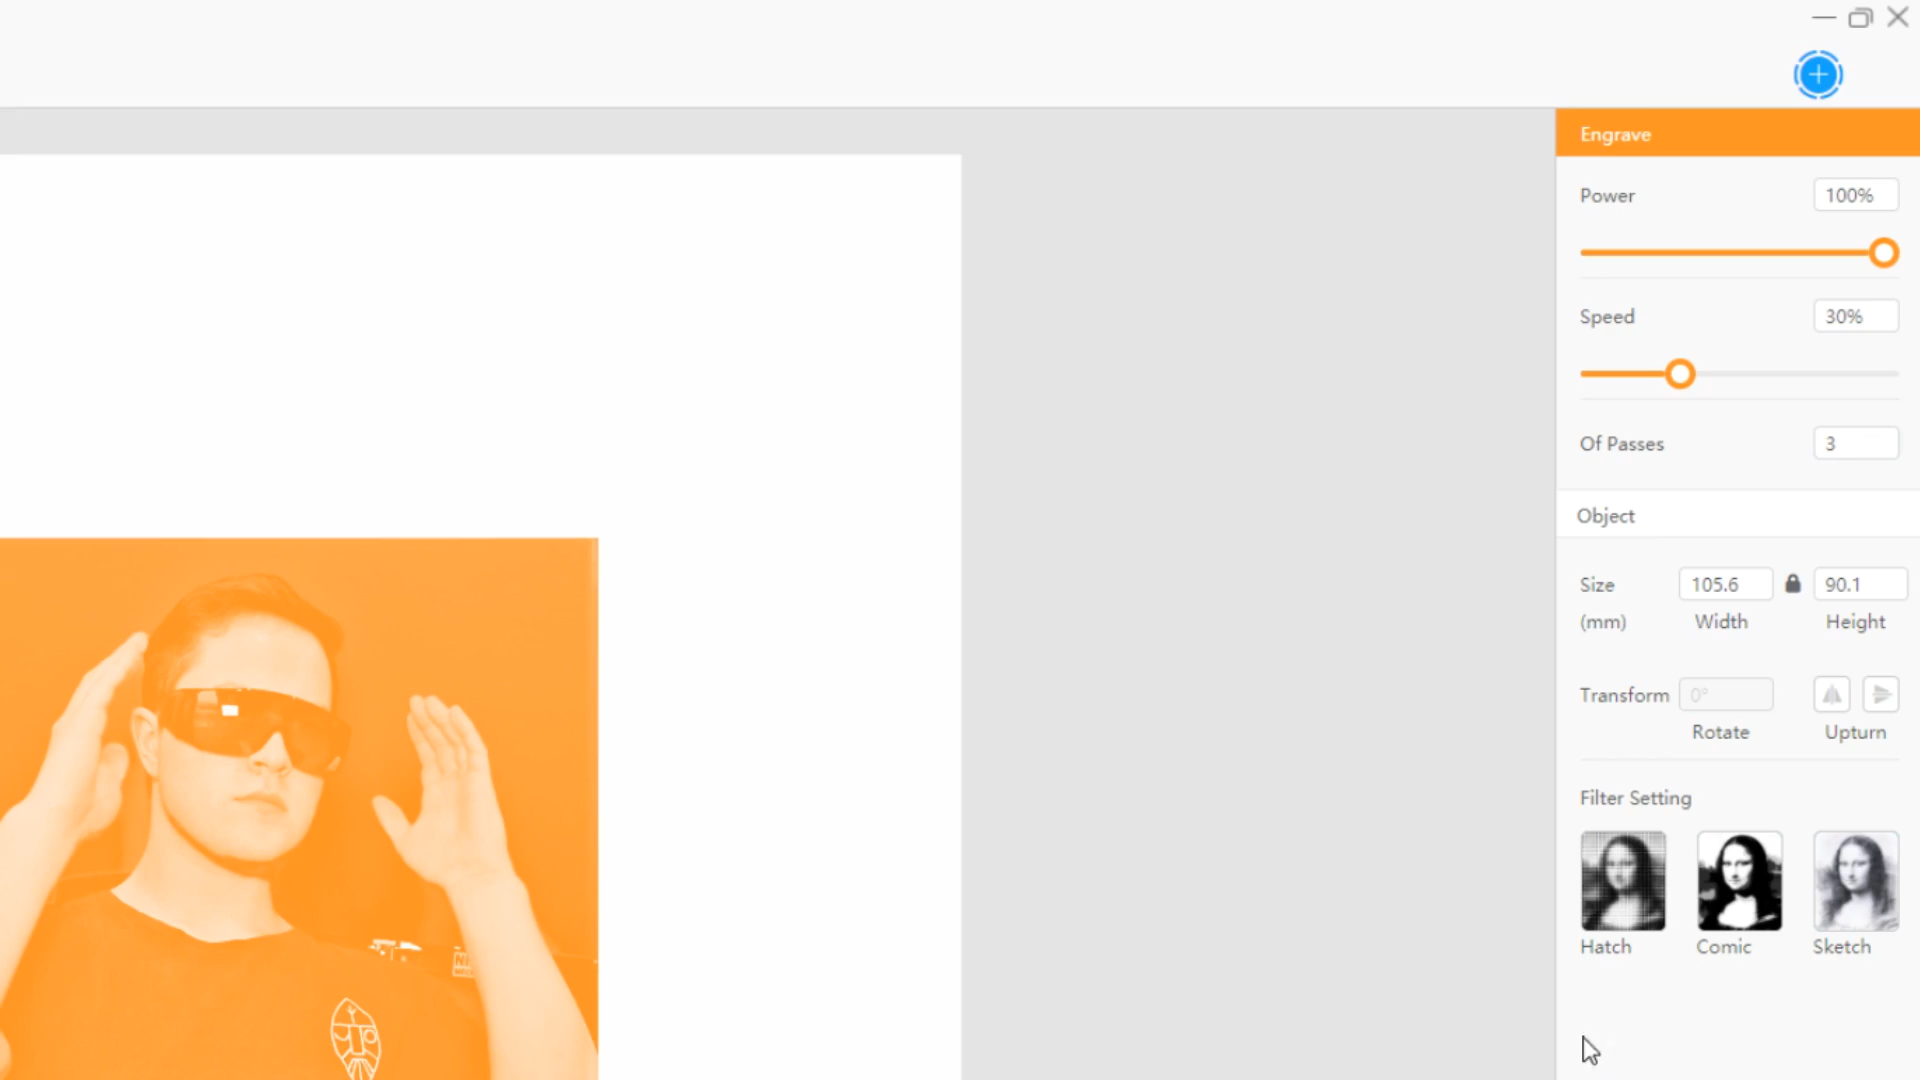 Engrave
Power 100%
Speed 30%
Of Passes 3
Object
Size 105.6 90.1
(mm) Width Height
Transform 0°
Rotate Upturn
Filter Setting
Hatch Comic Sketch